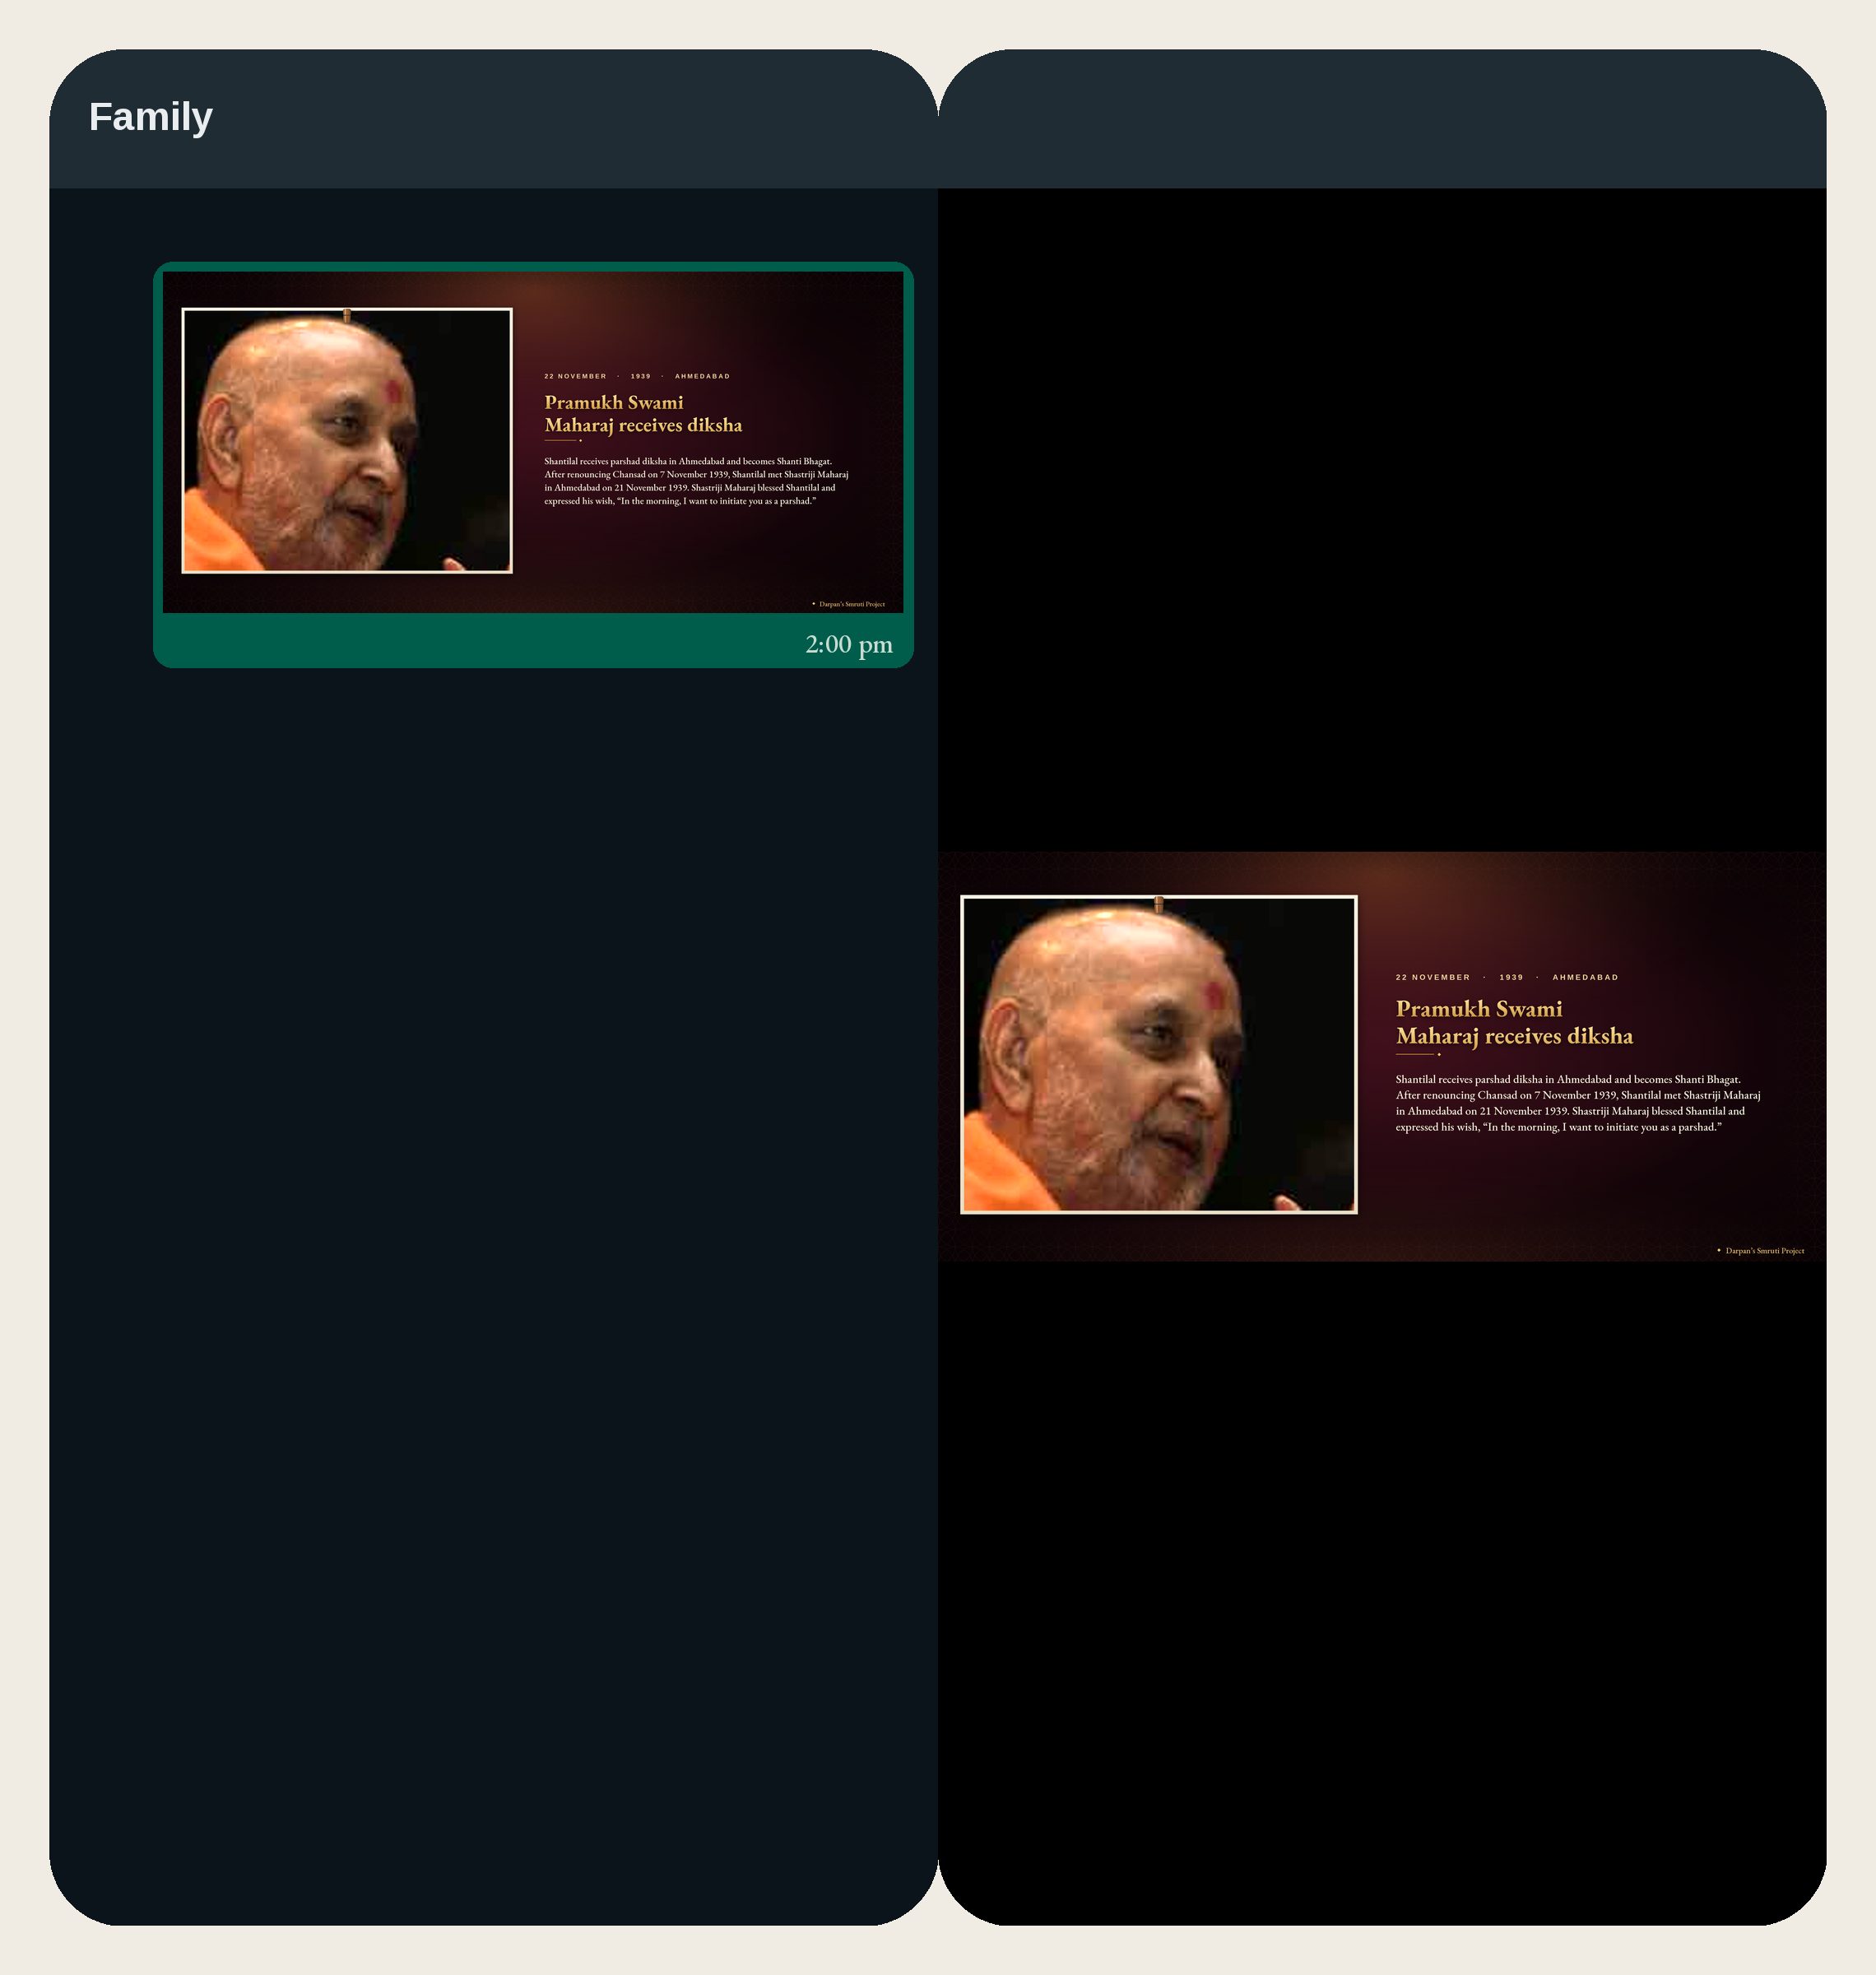 Family
22 NOVEMBER · 1939 · AHMEDABAD
Pramukh Swami
Maharaj receives diksha
Shantilal receives parshad diksha in Ahmedabad and becomes Shanti Bhagat.
After renouncing Chansad on 7 November 1939, Shantilal met Shastriji Maharaj
in Ahmedabad on 21 November 1939. Shastriji Maharaj blessed Shantilal and
expressed his wish, “In the morning, I want to initiate you as a parshad.”
• Darpan's Smruti Project
2:00 pm
22 NOVEMBER · 1939 · AHMEDABAD
Pramukh Swami
Maharaj receives diksha
Shantilal receives parshad diksha in Ahmedabad and becomes Shanti Bhagat.
After renouncing Chansad on 7 November 1939, Shantilal met Shastriji Maharaj
in Ahmedabad on 21 November 1939. Shastriji Maharaj blessed Shantilal and
expressed his wish, “In the morning, I want to initiate you as a parshad.”
• Darpan's Smruti Project